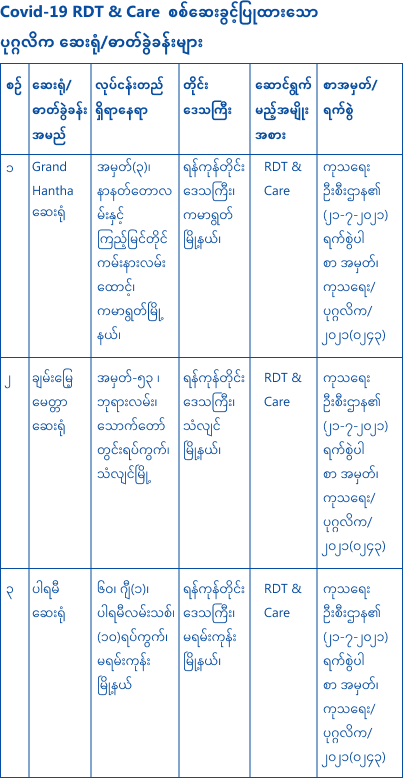 Covid-19 RDT & Care စစ်ဆေးခွင့်ပြုထားသော
ပုဂ္ဂလိက ဆေးရုံ/ဓာတ်ခွဲခန်းများ
စဉ်
ဆေးရုံ/
ဓာတ်ခွဲခန်း
အမည်
လုပ်ငန်းတည်
ရှိရာနေရာ
တိုင်း
ဒေသကြီး
ဆောင်ရွက်
မည့်အမျိုး
အစား
စာအမှတ်/
ရက်စွဲ
၁
Grand
Hantha
ဆေးရုံ
အမှတ်(၃)၊
နာနတ်တောလ
မ်းနှင့်
ကြည့်မြင်တိုင်
ကမ်းနားလမ်း
ထောင့်၊
ကမာရွတ်မြို့
နယ်၊
ရန်ကုန်တိုင်း
ဒေသကြီး၊
ကမာရွတ်
မြို့နယ်၊
RDT &
Care
ကုသရေး
ဦးစီးဌာန၏
(၂၁-၇-၂၀၂၁)
ရက်စွဲပါ
စာ အမှတ်၊
ကုသရေး/
ပုဂ္ဂလိက/
၂၀၂၁(၀၂၄၃)
၂
ချမ်းမြေ့
မေတ္တာ
ဆေးရုံ
အမှတ်-၅၃ ၊
ဘုရားလမ်း၊
သောက်တော်
တွင်းရပ်ကွက်၊
သံလျင်မြို့
ရန်ကုန်တိုင်း
ဒေသကြီး၊
သံလျင်
မြို့နယ်၊
RDT &
Care
ကုသရေး
ဦးစီးဌာန၏
(၂၁-၇-၂၀၂၁)
ရက်စွဲပါ
စာ အမှတ်၊
ကုသရေး/
ပုဂ္ဂလိက/
၂၀၂၁(၀၂၄၃)
၃
ပါရမီ
ဆေးရုံ
၆၀၊ ဂျီ(၁)၊
ပါရမီလမ်းသစ်၊
(၁၀)ရပ်ကွက်၊
မရမ်းကုန်း
မြို့နယ်
ရန်ကုန်တိုင်း
ဒေသကြီး၊
မရမ်းကုန်း
မြို့နယ်၊
RDT &
Care
ကုသရေး
ဦးစီးဌာန၏
(၂၁-၇-၂၀၂၁)
ရက်စွဲပါ
စာ အမှတ်၊
ကုသရေး/
ပုဂ္ဂလိက/
၂၀၂၁(၀၂၄၃)